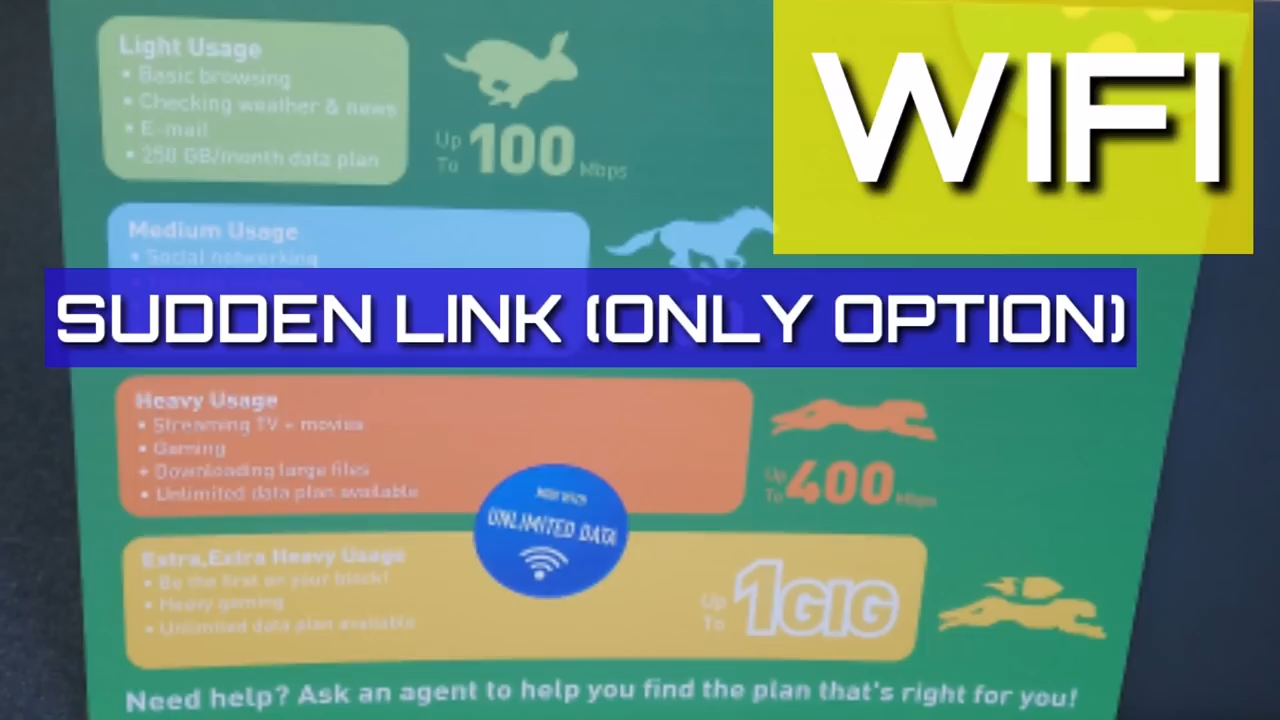 WIFI
Light Usage
• Basic browsing
• Checking weather & news
• E-mail
• 250 GB/month data plan
Up To 100 Mbps
Medium Usage
• Social networking
SUDDEN LINK (ONLY OPTION)
Heavy Usage
• Streaming TV + movies
• Gaming
• Downloading large files
• Unlimited data plan available
Up To 400 Mbps
UNLIMITED DATA
Extra, Extra Heavy Usage
• Be the first on your block!
• Heavy gaming
• Unlimited data plan available
Up To 1GIG
Need help? Ask an agent to help you find the plan that's right for you!